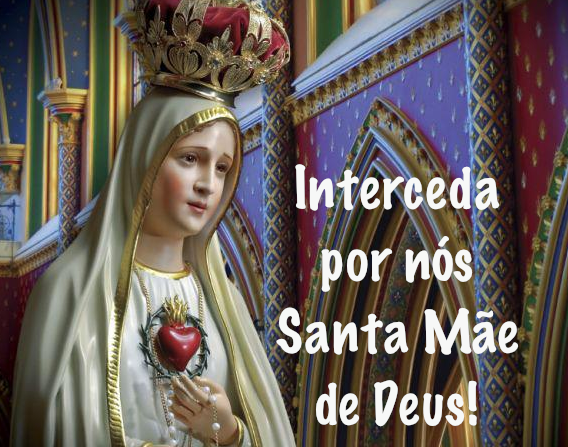 Interceda
por nós
Santa Mãe
de Deus!